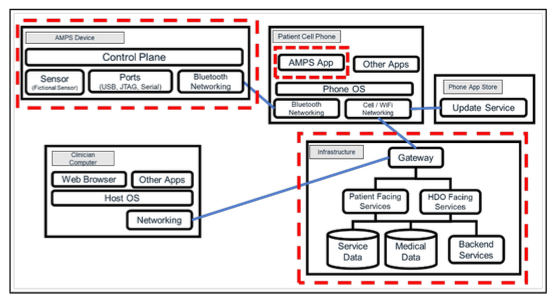 AMPS Device
Control Plane
Sensor
(Fictional Sensor)
Ports
(USB, JTAG, Serial)
Bluetooth
Networking
Patient Cell Phone
AMPS App
Other Apps
Phone OS
Bluetooth
Networking
Cell / WiFi
Networking
Phone App Store
Update Service
Clinician
Computer
Web Browser
Other Apps
Host OS
Networking
Infrastructure
Gateway
Patient Facing
Services
HDO Facing
Services
Service
Data
Medical
Data
Backend
Services